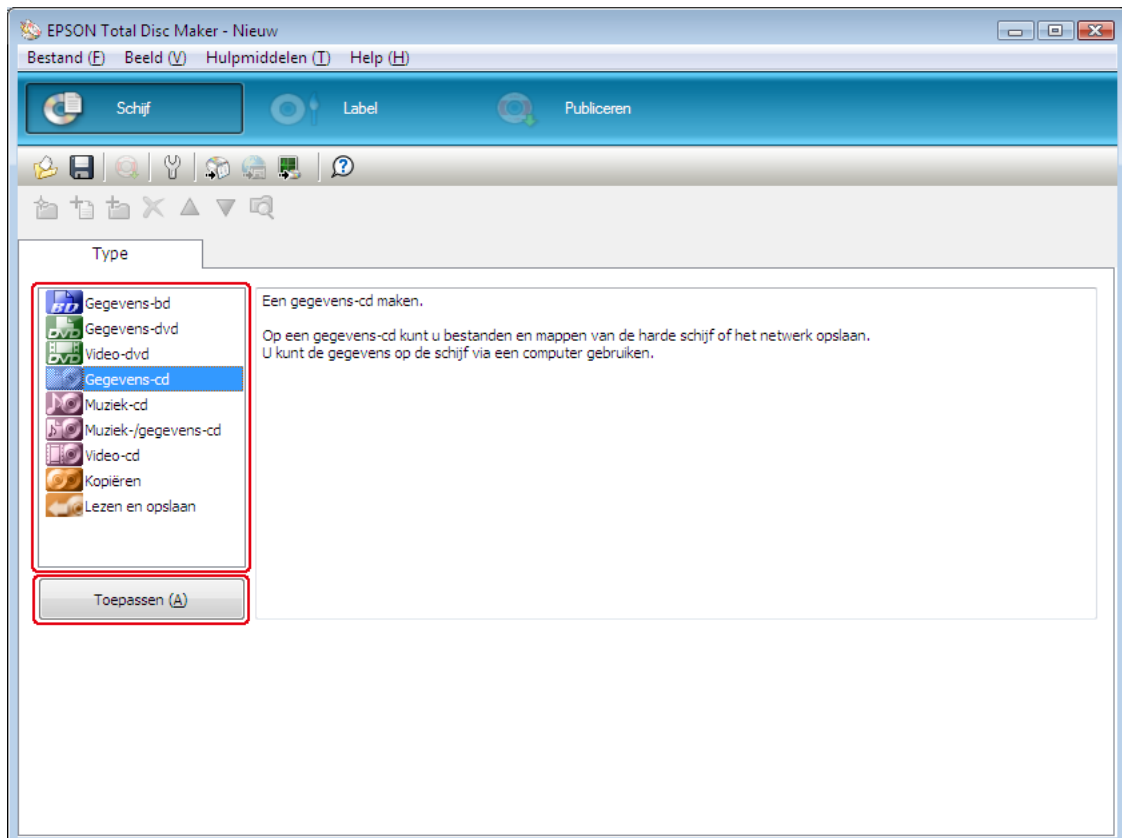 EPSON Total Disc Maker - Nieuw
Bestand (F) Beeld (V) Hulpmiddelen (T) Help (H)
Schijf Label Publiceren
Type
BD Gegevens-bd
DVD Gegevens-dvd
DVD Video-dvd
Gegevens-cd
Muziek-cd
Muziek-/gegevens-cd
Video-cd
Kopiëren
Lezen en opslaan
Toepassen (A)
Een gegevens-cd maken.
Op een gegevens-cd kunt u bestanden en mappen van de harde schijf of het netwerk opslaan.
U kunt de gegevens op de schijf via een computer gebruiken.